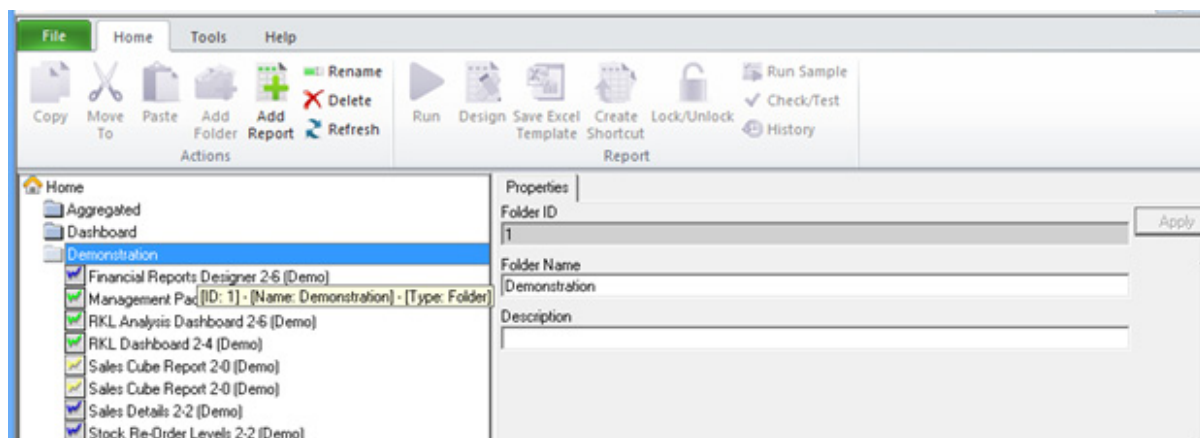 File Home Tools Help
Copy Move To Paste Add Folder Add Report Rename Delete Refresh
Actions
Run Design Save Excel Template Create Shortcut Lock/Unlock Run Sample Check/Test History
Report
Home
Aggregated
Dashboard
Demonstration
Financial Reports Designer 2-6 (Demo)
Management Pac
[ID: 1] - [Name: Demonstration] - [Type: Folder]
RKL Analysis Dashboard 2-6 (Demo)
RKL Dashboard 2-4 (Demo)
Sales Cube Report 2-0 (Demo)
Sales Cube Report 2-0 (Demo)
Sales Details 2-2 (Demo)
Stock Re-Order Levels 2-2 (Demo)
Properties
Folder ID
1
Apply
Folder Name
Demonstration
Description